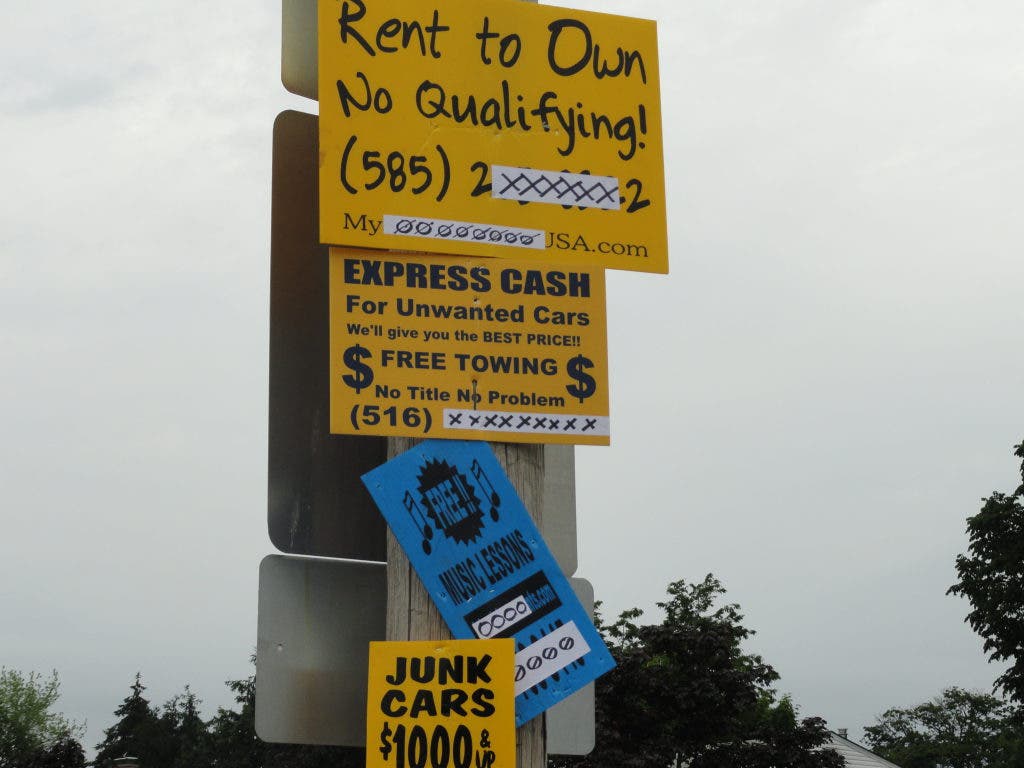 Rent to Own
No Qualifying!
(585) 2 2
My USA.com
EXPRESS CASH
For Unwanted Cars
We'll give you the BEST PRICE!!
$ FREE TOWING $
No Title No Problem
(516)
FREE!!
MUSIC LESSONS
JUNK
CARS
$1000 & UP